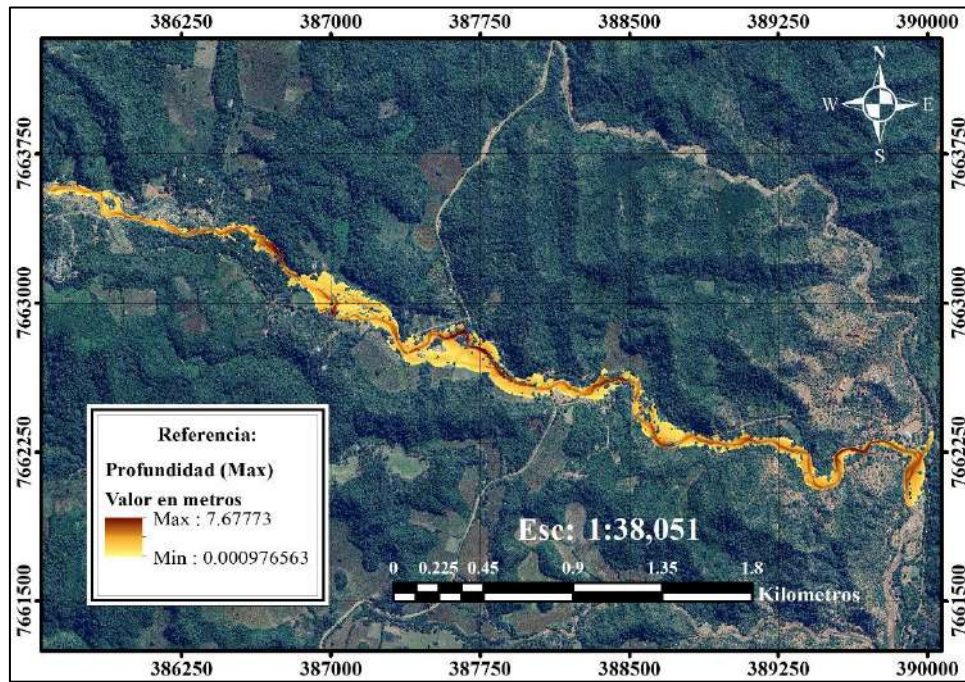 386250 387000 387750 388500 389250 390000
N
W E
S
7663750 7663750
7663000 7663000
7662250 7662250
7661500 7661500
Referencia:
Profundidad (Max)
Valor en metros
Max : 7.67773
Min : 0.000976563
Esc: 1:38,051
0 0.225 0.45 0.9 1.35 1.8
Kilometros
386250 387000 387750 388500 389250 390000